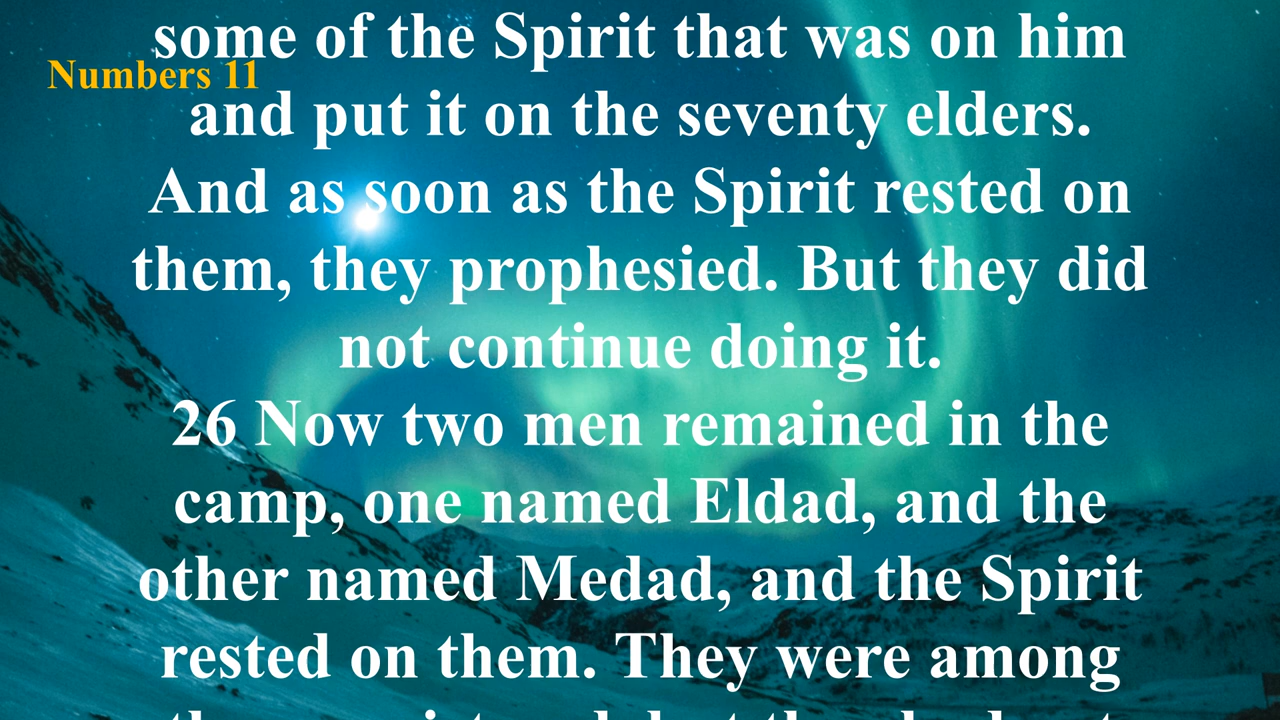 some of the Spirit that was on him
Numbers 11
and put it on the seventy elders.
And as soon as the Spirit rested on
them, they prophesied. But they did
not continue doing it.
26 Now two men remained in the
camp, one named Eldad, and the
other named Medad, and the Spirit
rested on them. They were among